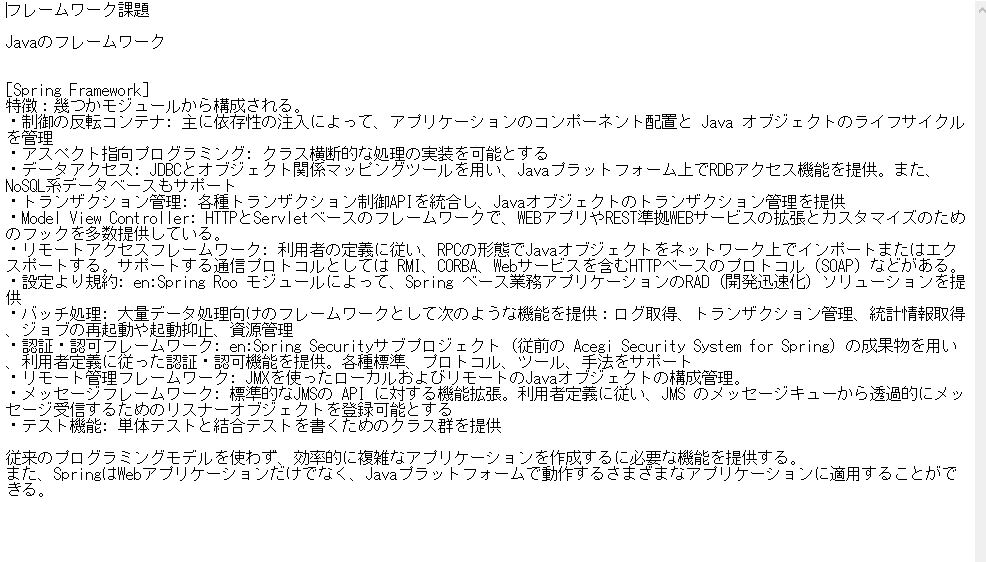 フレームワーク課題
Javaのフレームワーク
[Spring Framework]
特徴：幾つかモジュールから構成される。
・制御の反転コンテナ: 主に依存性の注入によって、アプリケーションのコンポーネント配置と Java オブジェクトのライフサイクル
を管理
・アスペクト指向プログラミング: クラス横断的な処理の実装を可能とする
・データアクセス: JDBCとオブジェクト関係マッピングツールを用い、Javaプラットフォーム上でRDBアクセス機能を提供。また、
NoSQL系データベースもサポート
・トランザクション管理: 各種トランザクション制御APIを統合し、Javaオブジェクトのトランザクション管理を提供
・Model View Controller: HTTPとServletベースのフレームワークで、WEBアプリやREST準拠WEBサービスの拡張とカスタマイズのため
のフックを多数提供している。
・リモートアクセスフレームワーク: 利用者の定義に従い、RPCの形態でJavaオブジェクトをネットワーク上でインポートまたはエク
スポートする。サポートする通信プロトコルとしては RMI、CORBA、Webサービスを含むHTTPベースのプロトコル (SOAP) などがある。
・設定より規約: en:Spring Roo モジュールによって、Spring ベース業務アプリケーションのRAD (開発迅速化) ソリューションを提
供
・バッチ処理: 大量データ処理向けのフレームワークとして次のような機能を提供：ログ取得、トランザクション管理、統計情報取得
、ジョブの再起動や起動抑止、資源管理
・認証・認可フレームワーク: en:Spring Securityサブプロジェクト (従前の Acegi Security System for Spring) の成果物を用い
、利用者定義に従った認証・認可機能を提供。各種標準、プロトコル、ツール、手法をサポート
・リモート管理フレームワーク: JMXを使ったローカルおよびリモートのJavaオブジェクトの構成管理。
・メッセージフレームワーク: 標準的なJMSの API に対する機能拡張。利用者定義に従い、JMS のメッセージキューから透過的にメッ
セージ受信するためのリスナーオブジェクトを登録可能とする
・テスト機能: 単体テストと結合テストを書くためのクラス群を提供
従来のプログラミングモデルを使わず、効率的に複雑なアプリケーションを作成するに必要な機能を提供する。
また、SpringはWebアプリケーションだけでなく、Javaプラットフォームで動作するさまざまなアプリケーションに適用することがで
きる。